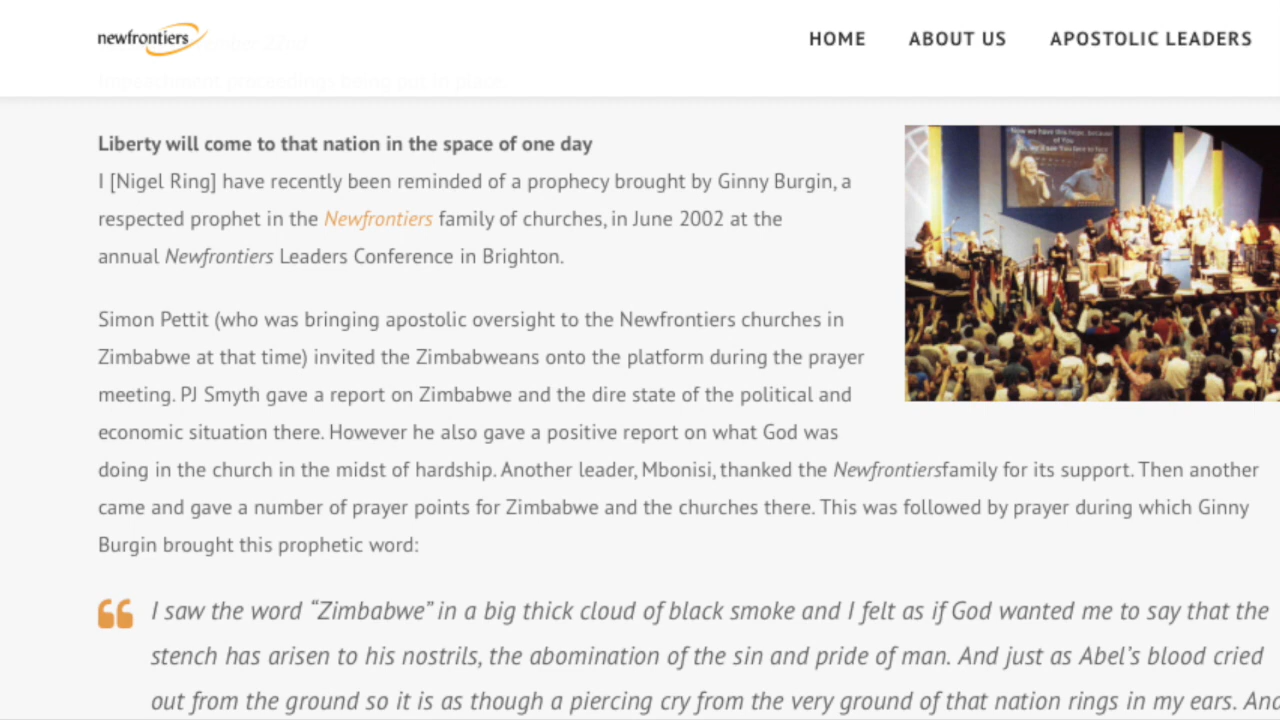 newfrontiers
HOME ABOUT US APOSTOLIC LEADERS
Liberty will come to that nation in the space of one day
I [Nigel Ring] have recently been reminded of a prophecy brought by Ginny Burgin, a
respected prophet in the Newfrontiers family of churches, in June 2002 at the
annual Newfrontiers Leaders Conference in Brighton.
Simon Pettit (who was bringing apostolic oversight to the Newfrontiers churches in
Zimbabwe at that time) invited the Zimbabweans onto the platform during the prayer
meeting. PJ Smyth gave a report on Zimbabwe and the dire state of the political and
economic situation there. However he also gave a positive report on what God was
doing in the church in the midst of hardship. Another leader, Mbonisi, thanked the Newfrontiersfamily for its support. Then another
came and gave a number of prayer points for Zimbabwe and the churches there. This was followed by prayer during which Ginny
Burgin brought this prophetic word:
I saw the word “Zimbabwe” in a big thick cloud of black smoke and I felt as if God wanted me to say that the
stench has arisen to his nostrils, the abomination of the sin and pride of man. And just as Abel’s blood cried
out from the ground so it is as though a piercing cry from the very ground of that nation rings in my ears. And